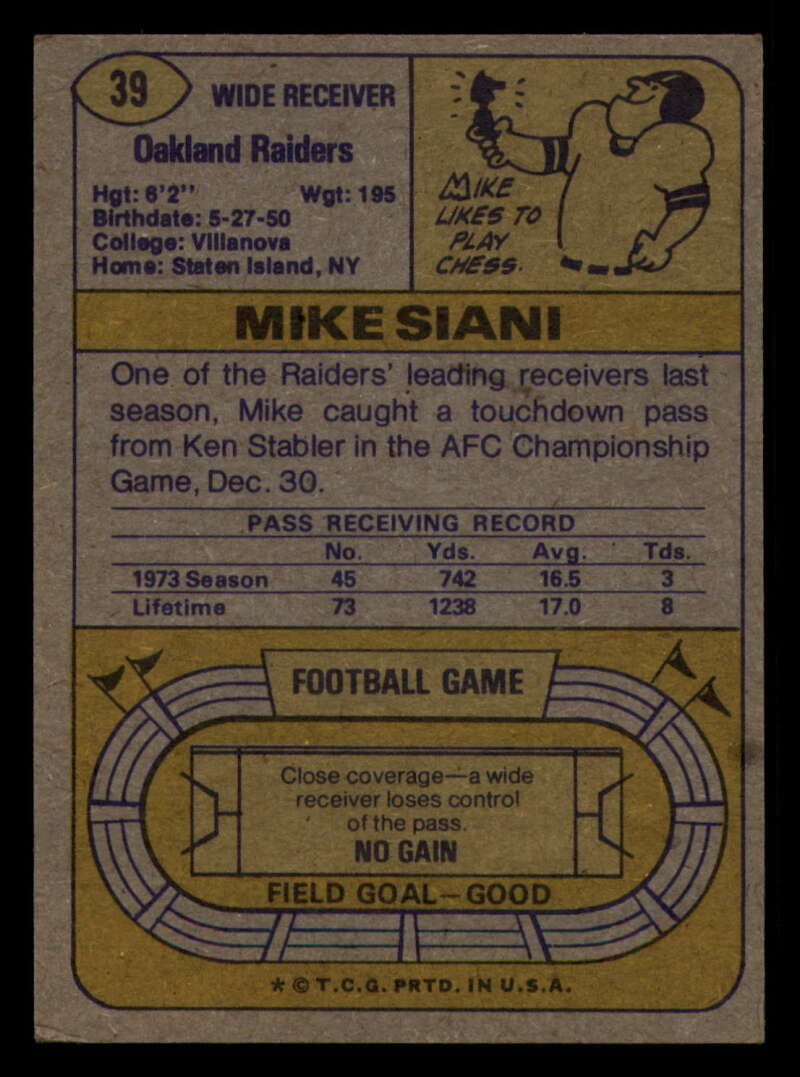 39
WIDE RECEIVER
Oakland Raiders
Hgt: 6'2" Wgt: 195
Birthdate: 5-27-50
College: Villanova
Home: Staten Island, NY
MIKE
LIKES TO
PLAY
CHESS.
MIKE SIANI
One of the Raiders' leading receivers last
season, Mike caught a touchdown pass
from Ken Stabler in the AFC Championship
Game, Dec. 30.
PASS RECEIVING RECORD
No. Yds. Avg. Tds.
1973 Season 45 742 16.5 3
Lifetime 73 1238 17.0 8
FOOTBALL GAME
Close coverage—a wide
receiver loses control
of the pass.
NO GAIN
FIELD GOAL—GOOD
* © T.C.G. PRTD. IN U.S.A.